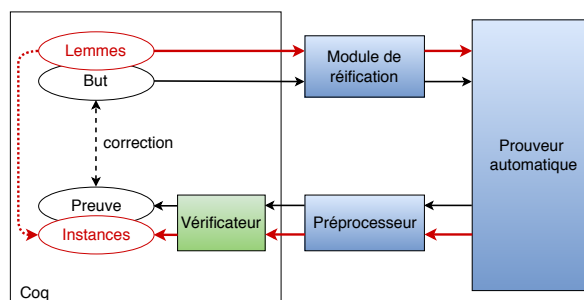 Lemmes
But
Module de
réification
Prouveur
automatique
correction
Preuve
Instances
Vérificateur
Préprocesseur
Coq